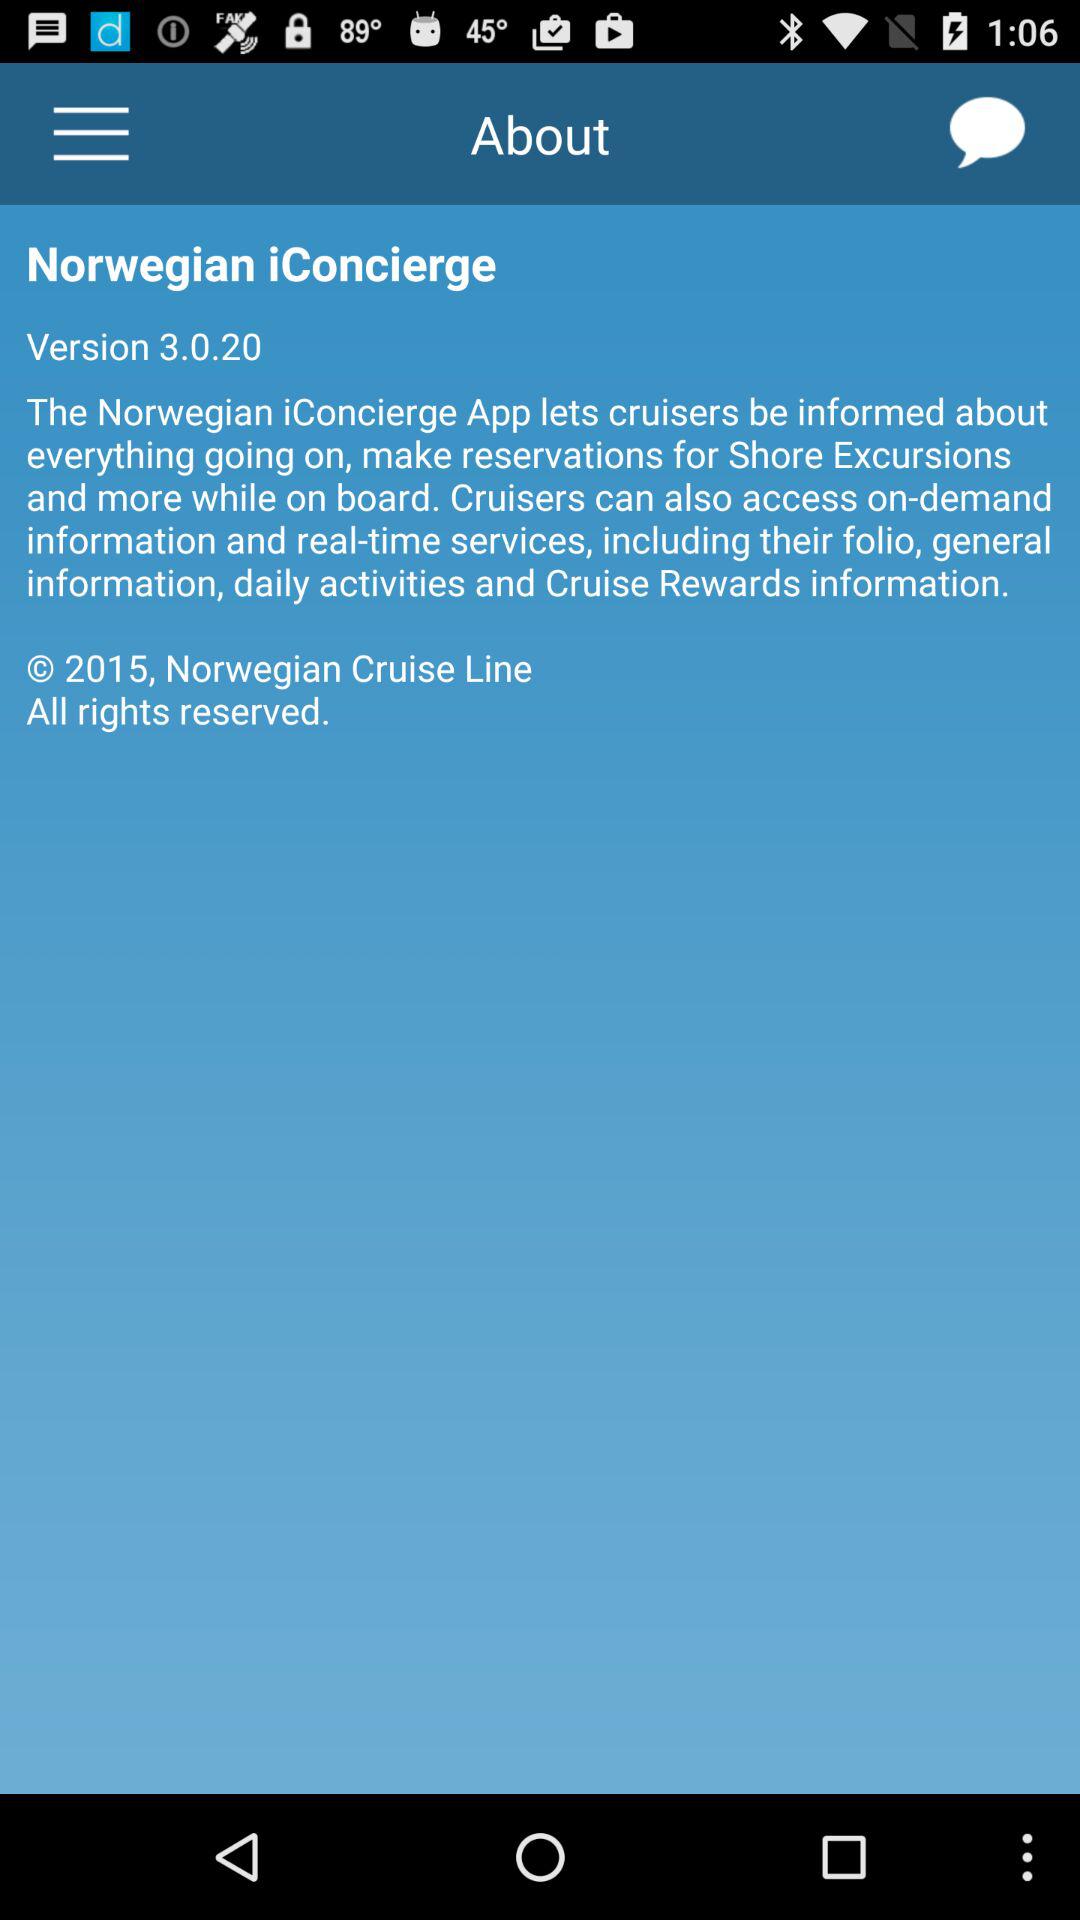 FAKE 89° 45° 1:06
About
Norwegian iConcierge
Version 3.0.20
The Norwegian iConcierge App lets cruisers be informed about
everything going on, make reservations for Shore Excursions
and more while on board. Cruisers can also access on-demand
information and real-time services, including their folio, general
information, daily activities and Cruise Rewards information.
© 2015, Norwegian Cruise Line
All rights reserved.